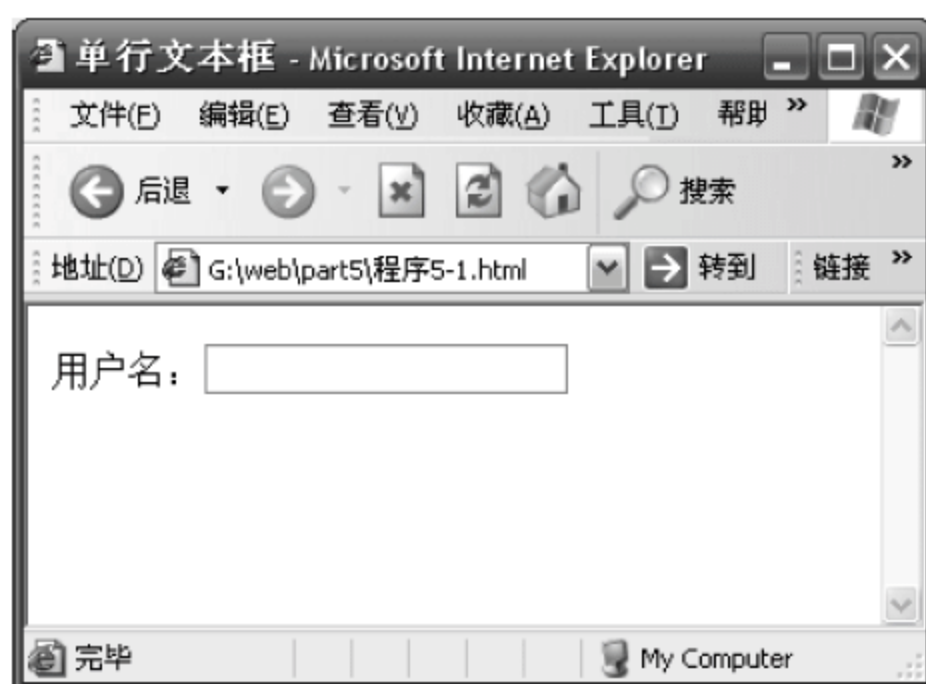 单行文本框 - Microsoft Internet Explorer
文件(F) 编辑(E) 查看(V) 收藏(A) 工具(T) 帮助 »
后退 搜索 »
地址(D) G:\web\part5\程序5-1.html 转到 链接 »
用户名：
完毕 My Computer